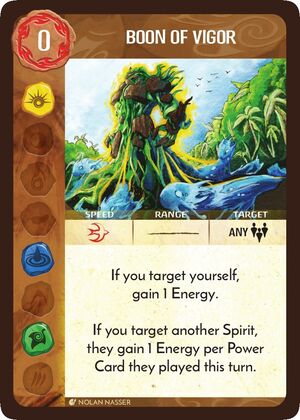 0
BOON OF VIGOR
SPEED RANGE TARGET
ANY
If you target yourself,
gain 1 Energy.
If you target another Spirit,
they gain 1 Energy per Power
Card they played this turn.
NOLAN NASSER